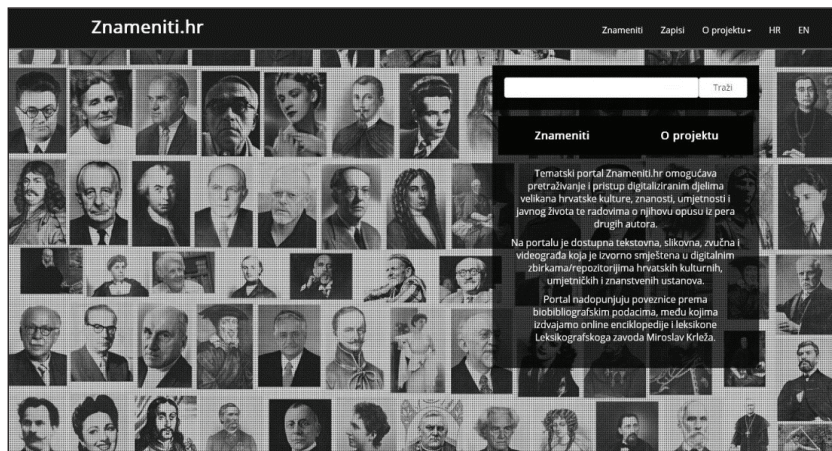 Znameniti.hr
Znameniti Zapisi O projektu HR EN
Traži
Znameniti O projektu
Tematski portal Znameniti.hr omogućava
pretraživanje i pristup digitaliziranim djelima
velikana hrvatske kulture, znanosti, umjetnosti i
javnog života te radovima o njihovu opusu iz pera
drugih autora.
Na portalu je dostupna tekstovna, slikovna, zvučna i
videograđa koja je izvorno smještena u digitalnim
zbirkama/repozitorijima hrvatskih kulturnih,
umjetničkih i znanstvenih ustanova.
Portal nadopunjuju poveznice prema
biobibliografskim podacima, među kojima
izdvajamo online enciklopedije i leksikone
Leksikografskoga zavoda Miroslav Krleža.